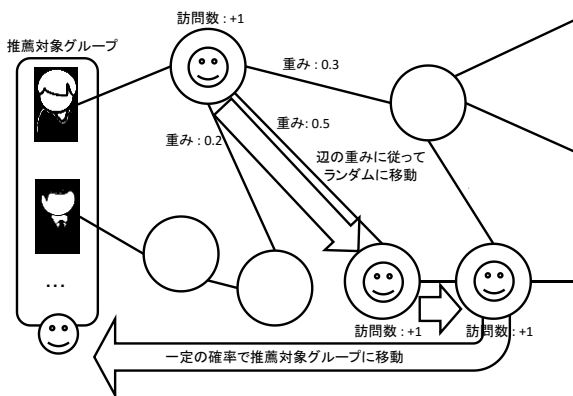 訪問数 : +1
推薦対象グループ
重み : 0.3
重み : 0.5
重み : 0.2
辺の重みに従って
ランダムに移動
...
訪問数 : +1
訪問数 : +1
一定の確率で推薦対象グループに移動